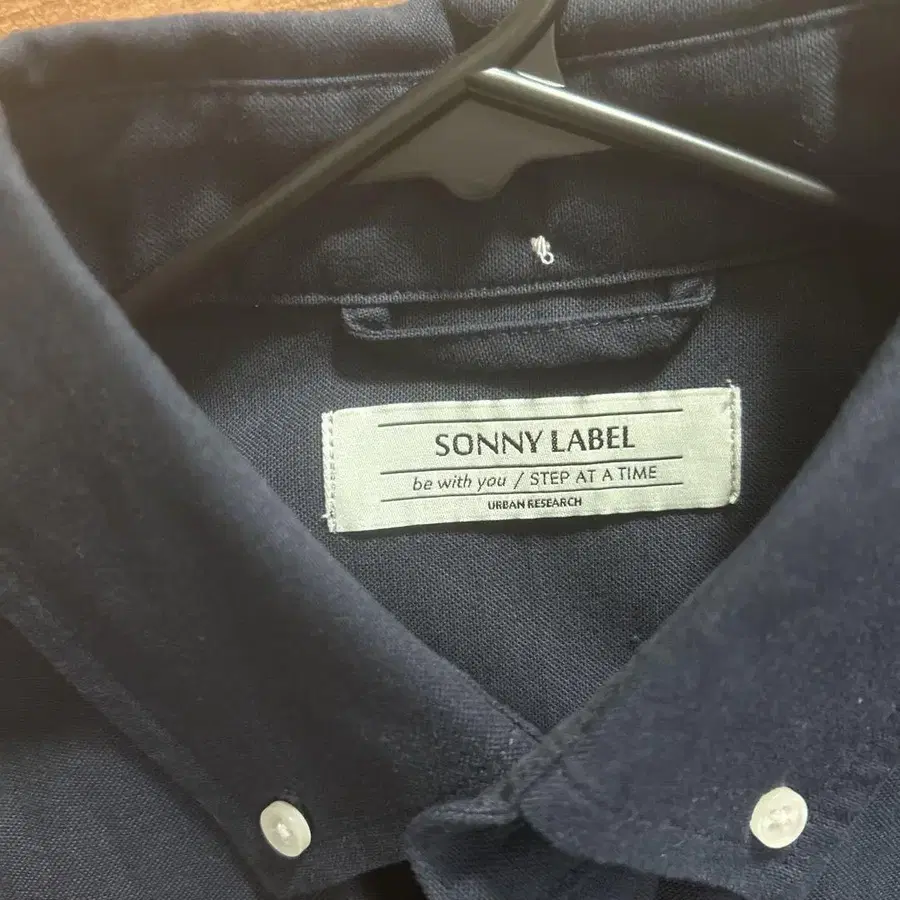 SONNY LABEL
be with you / STEP AT A TIME
URBAN RESEARCH